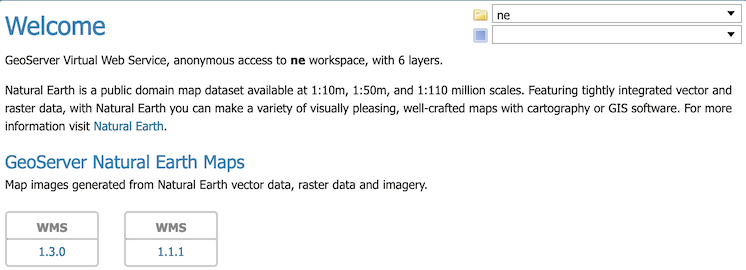 Welcome
ne
GeoServer Virtual Web Service, anonymous access to ne workspace, with 6 layers.
Natural Earth is a public domain map dataset available at 1:10m, 1:50m, and 1:110 million scales. Featuring tightly integrated vector and
raster data, with Natural Earth you can make a variety of visually pleasing, well-crafted maps with cartography or GIS software. For more
information visit Natural Earth.
GeoServer Natural Earth Maps
Map images generated from Natural Earth vector data, raster data and imagery.
WMS WMS
1.3.0 1.1.1